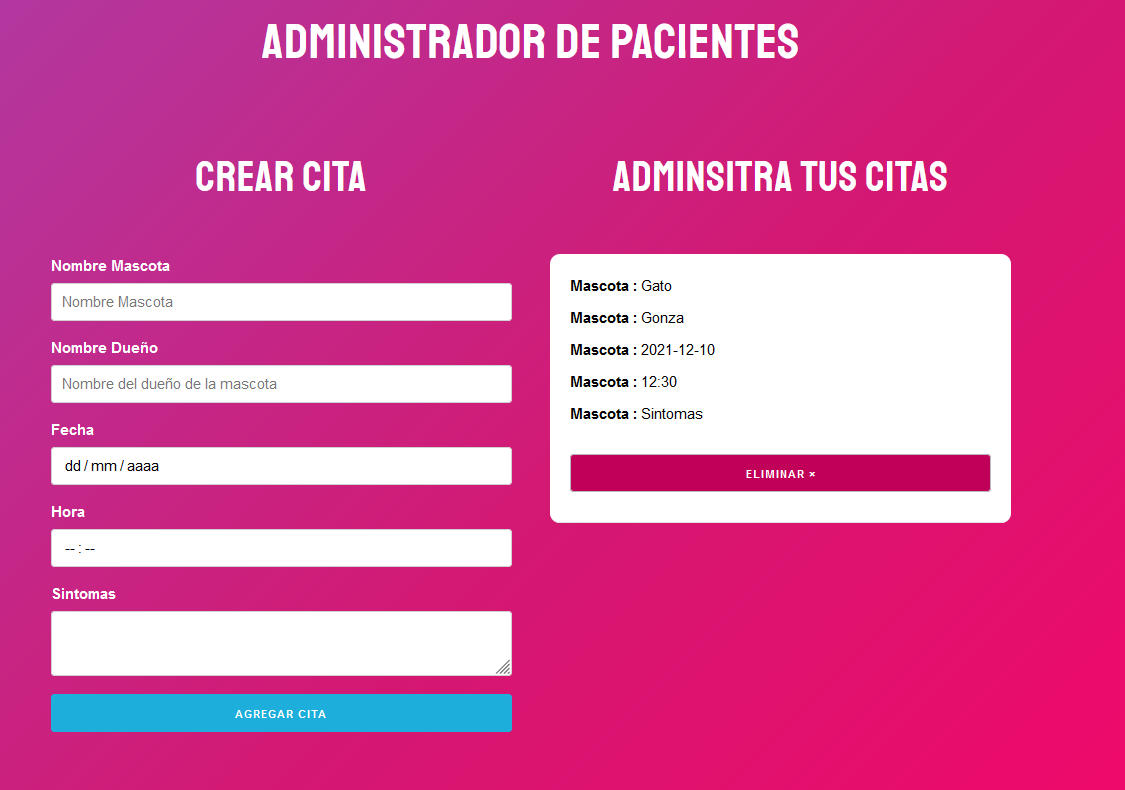 ADMINISTRADOR DE PACIENTES
CREAR CITA
Nombre Mascota
Nombre Mascota
Nombre Dueño
Nombre del dueño de la mascota
Fecha
dd / mm / aaaa
Hora
-- : --
Sintomas
AGREGAR CITA
ADMINSITRA TUS CITAS
Mascota : Gato
Mascota : Gonza
Mascota : 2021-12-10
Mascota : 12:30
Mascota : Sintomas
ELIMINAR ×